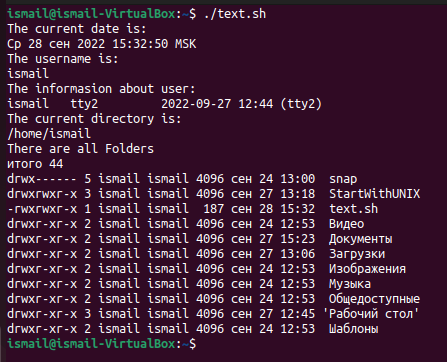 ismail@ismail-VirtualBox:~$ ./text.sh
The current date is:
Ср 28 сен 2022 15:32:50 MSK
The username is:
ismail
The informasion about user:
ismail   tty2         2022-09-27 12:44 (tty2)
The current directory is:
/home/ismail
There are all Folders
итого 44
drwx------ 5 ismail ismail 4096 сен 24 13:00  snap
drwxrwxr-x 3 ismail ismail 4096 сен 27 13:18  StartWithUNIX
-rwxrwxr-x 1 ismail ismail  187 сен 28 15:32  text.sh
drwxr-xr-x 2 ismail ismail 4096 сен 24 12:53  Видео
drwxr-xr-x 2 ismail ismail 4096 сен 27 15:23  Документы
drwxr-xr-x 2 ismail ismail 4096 сен 27 13:06  Загрузки
drwxr-xr-x 2 ismail ismail 4096 сен 24 12:53  Изображения
drwxr-xr-x 2 ismail ismail 4096 сен 24 12:53  Музыка
drwxr-xr-x 2 ismail ismail 4096 сен 24 12:53  Общедоступные
drwxr-xr-x 3 ismail ismail 4096 сен 27 12:45 'Рабочий стол'
drwxr-xr-x 2 ismail ismail 4096 сен 24 12:53  Шаблоны
ismail@ismail-VirtualBox:~$